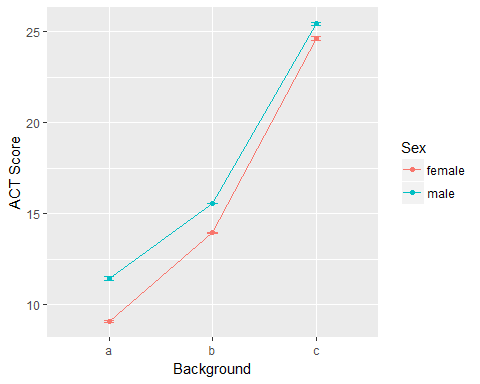 25
20
15
10
ACT Score
a b c
Background
Sex
female
male